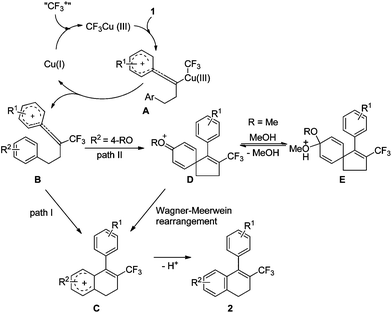 "CF3+"
CF3Cu (III)
1
Cu(I)
R1
+
CF3
Cu(III)
Ar
A
R1
+
CF3
R2
B
R2 = 4-RO
path II
+
RO
R1
CF3
D
R = Me
MeOH
- MeOH
RO
MeO
+
H
R1
CF3
E
path I
Wagner-Meerwein
rearrangement
R1
R2
+
CF3
C
- H+
R1
R2
CF3
2